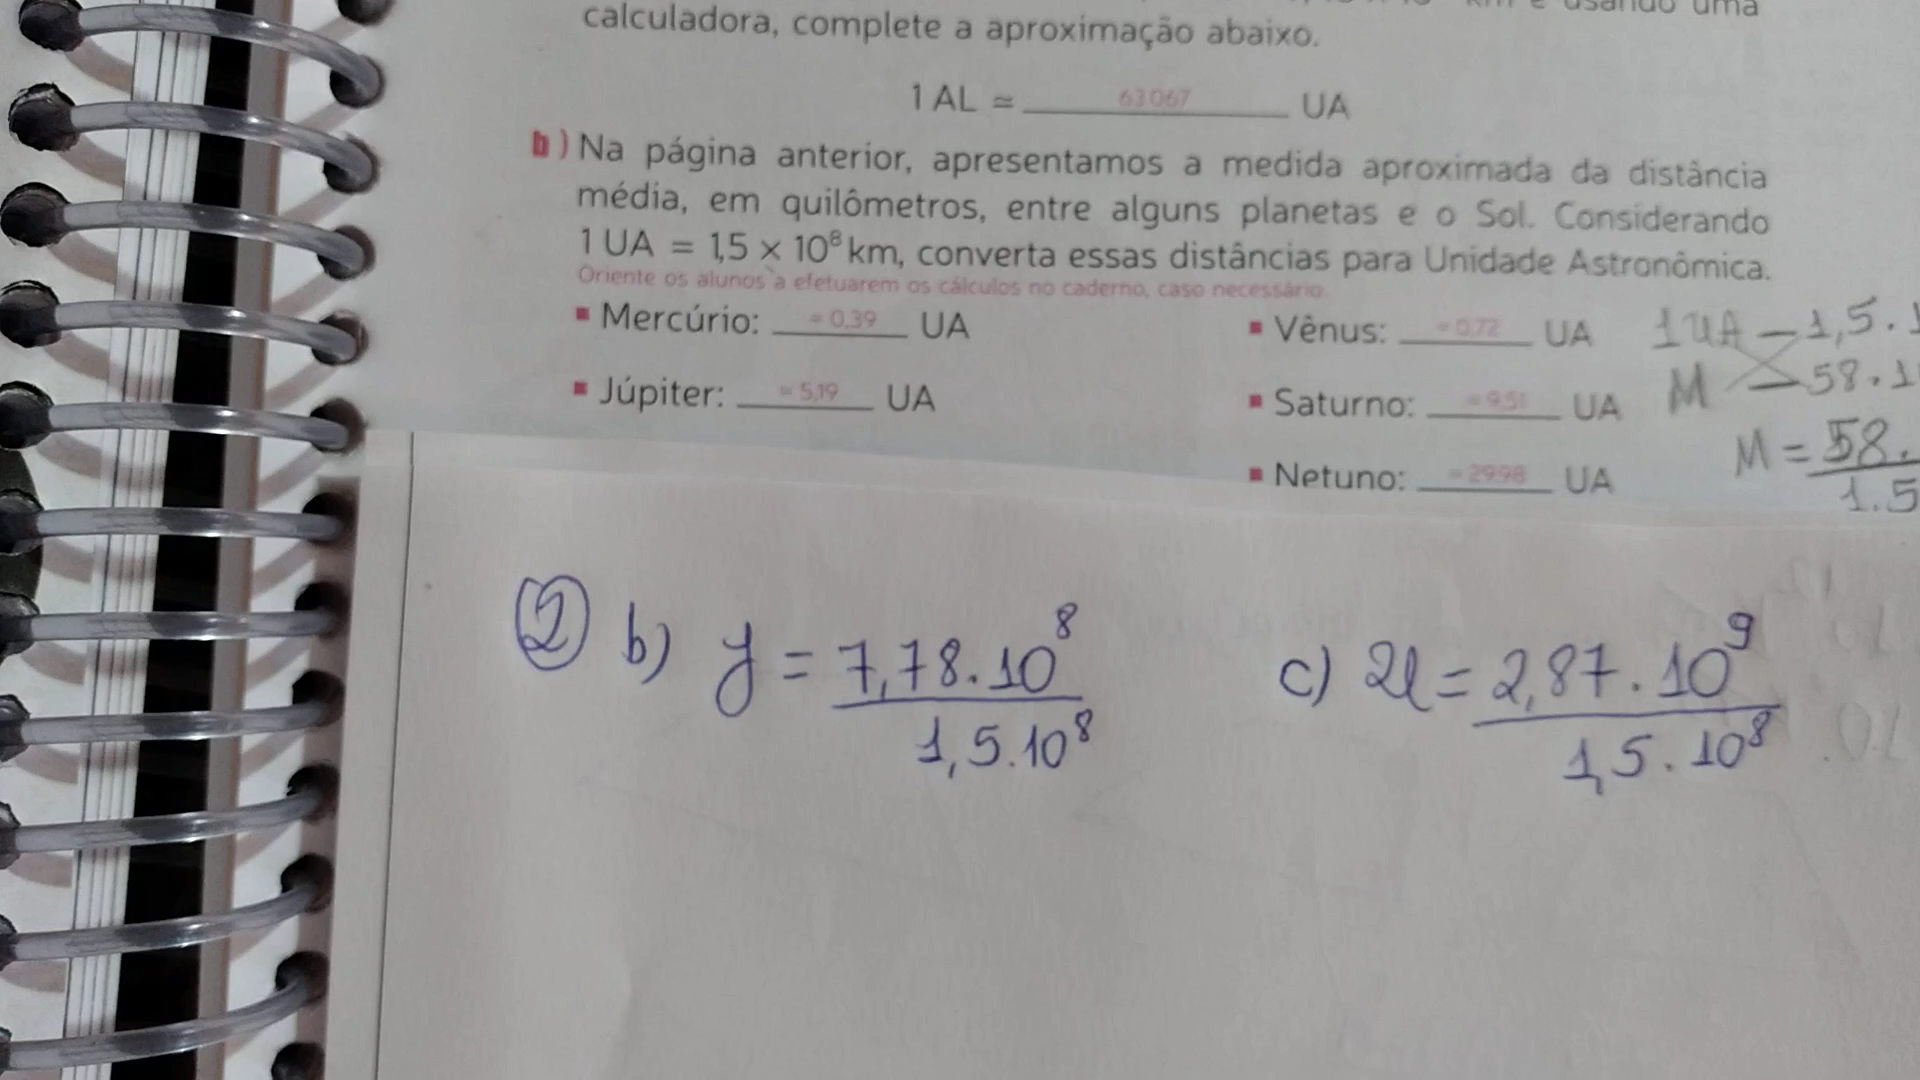 usando uma
calculadora, complete a aproximação abaixo.
1 AL ≃ 63 067 UA
b) Na página anterior, apresentamos a medida aproximada da distância
média, em quilômetros, entre alguns planetas e o Sol. Considerando
1 UA = 1,5 × 10⁸ km, converta essas distâncias para Unidade Astronômica.
Oriente os alunos a efetuarem os cálculos no caderno, caso necessário.
▪ Mercúrio: ≃ 0,39 UA ▪ Vênus: ≃ 0,72 UA 1 UA — 1,5 .
M — 58 .
▪ Júpiter: ≃ 5,19 UA ▪ Saturno: ≃ 9,51 UA
▪ Netuno: ≃ 29,98 UA M = 58.
1.5
② b) y = 7,78 . 10⁸ c) U = 2,87 . 10⁹
1,5 . 10⁸ 1,5 . 10⁸